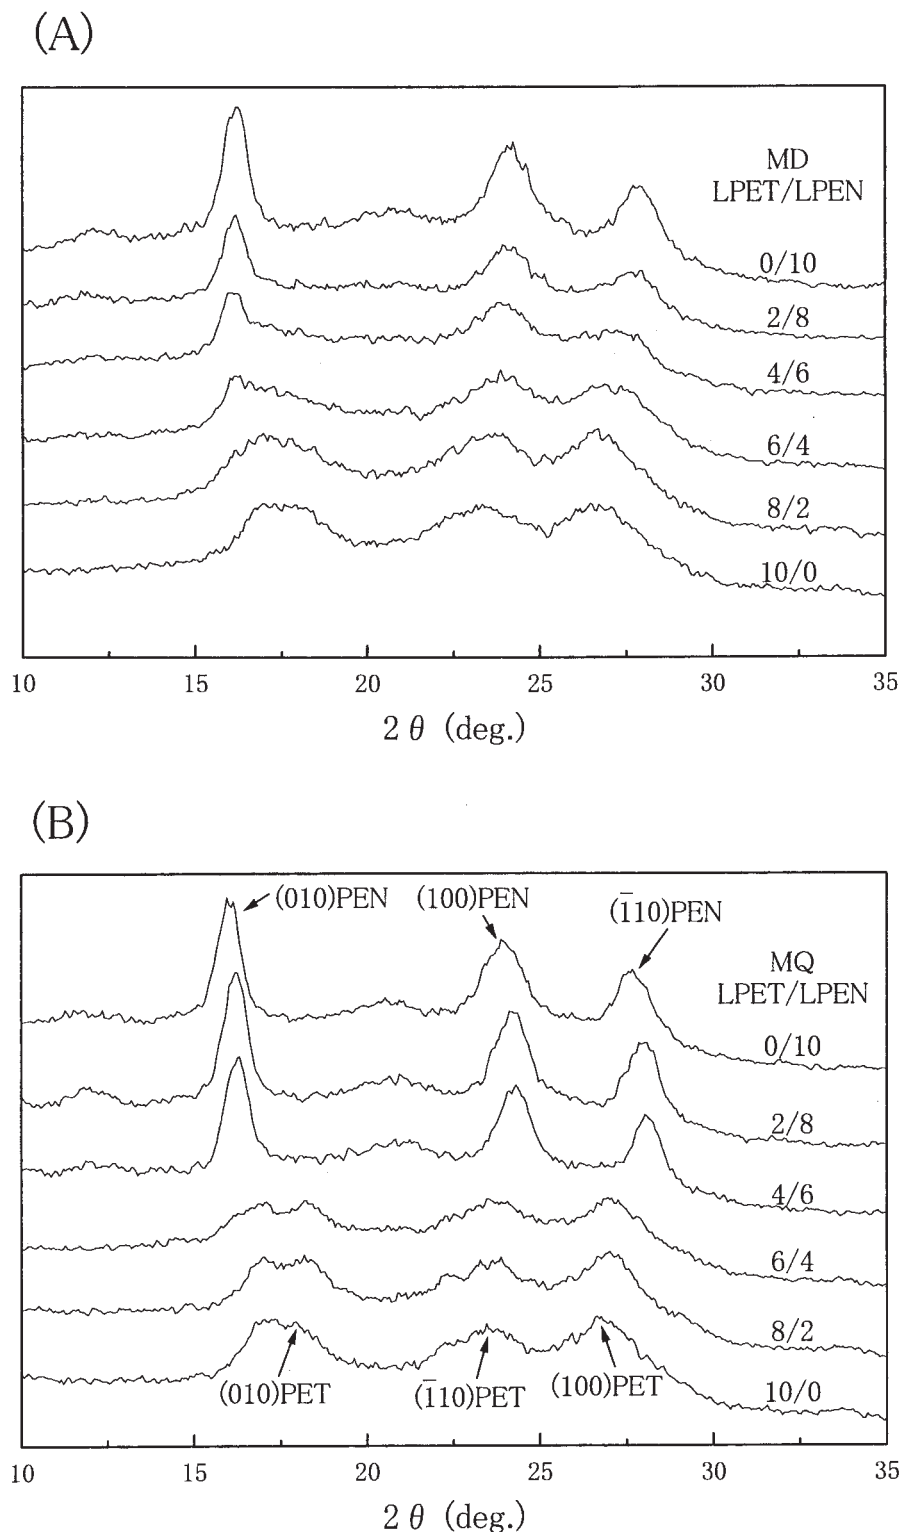 (A)
MD
LPET/LPEN
0/10
2/8
4/6
6/4
8/2
10/0
10 15 20 25 30 35
2 θ (deg.)
(B)
(010)PEN (100)PEN (1̄10)PEN
MQ
LPET/LPEN
0/10
2/8
4/6
6/4
8/2
(010)PET (1̄10)PET (100)PET 10/0
10 15 20 25 30 35
2 θ (deg.)